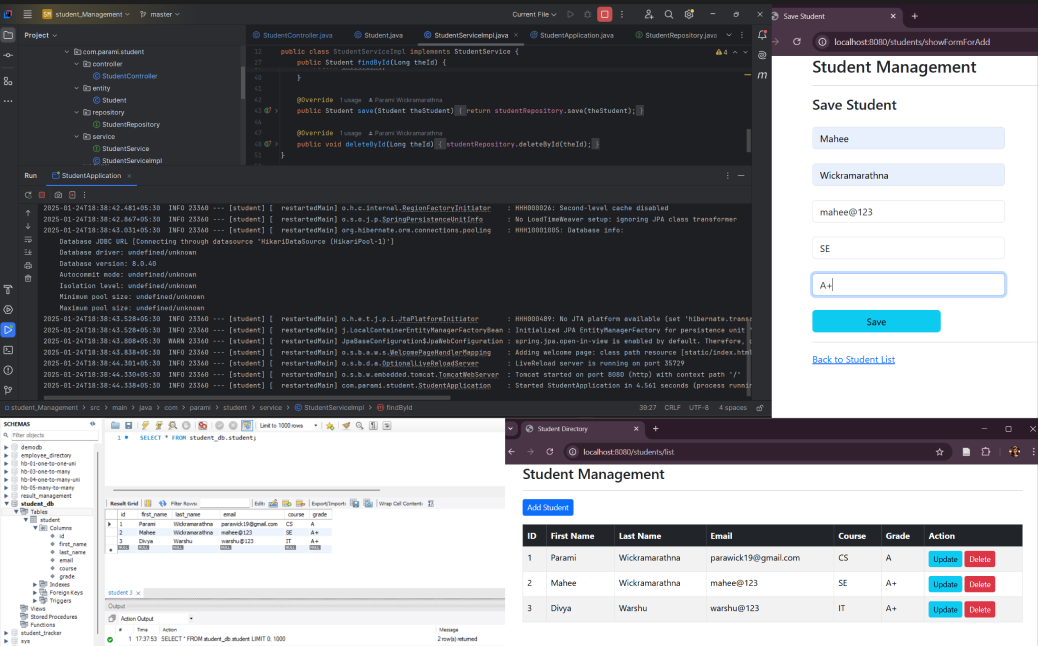 student_Management
master
Current File
Project
com.parami.student
controller
StudentController
entity
Student
repository
StudentRepository
service
StudentService
StudentServiceImpl
StudentController.java
Student.java
StudentServiceImpl.java
StudentApplication.java
StudentRepository.java
public class StudentServiceImpl implements StudentService {
public Student findById(Long theId) {
}
@Override 1 usage Parami Wickramarathna
public Student save(Student theStudent) { return studentRepository.save(theStudent); }
@Override 1 usage Parami Wickramarathna
public void deleteById(Long theId) { studentRepository.deleteById(theId); }
}
Run StudentApplication
2025-01-24T18:38:42.481+05:30 INFO 23360 --- [student] [ restartedMain] o.h.c.internal.RegionFactoryInitiator : HHH000026: Second-level cache disabled
2025-01-24T18:38:42.867+05:30 INFO 23360 --- [student] [ restartedMain] o.s.o.j.p.SpringPersistenceUnitInfo : No LoadTimeWeaver setup: ignoring JPA class transformer
2025-01-24T18:38:43.031+05:30 INFO 23360 --- [student] [ restartedMain] org.hibernate.orm.connections.pooling : HHH10001005: Database info:
Database JDBC URL [Connecting through datasource 'HikariDataSource (HikariPool-1)']
Database driver: undefined/unknown
Database version: 8.0.40
Autocommit mode: undefined/unknown
Isolation level: undefined/unknown
Minimum pool size: undefined/unknown
Maximum pool size: undefined/unknown
2025-01-24T18:38:43.528+05:30 INFO 23360 --- [student] [ restartedMain] o.h.e.t.j.p.i.JtaPlatformInitiator : HHH000489: No JTA platform available (set 'hibernate.trans
2025-01-24T18:38:43.528+05:30 INFO 23360 --- [student] [ restartedMain] j.LocalContainerEntityManagerFactoryBean : Initialized JPA EntityManagerFactory for persistence unit
2025-01-24T18:38:43.808+05:30 WARN 23360 --- [student] [ restartedMain] JpaBaseConfiguration$JpaWebConfiguration : spring.jpa.open-in-view is enabled by default. Therefore,
2025-01-24T18:38:43.838+05:30 INFO 23360 --- [student] [ restartedMain] o.s.b.a.w.s.WelcomePageHandlerMapping : Adding welcome page: class path resource [static/index.html
2025-01-24T18:38:44.301+05:30 INFO 23360 --- [student] [ restartedMain] o.s.b.d.a.OptionalLiveReloadServer : LiveReload server is running on port 35729
2025-01-24T18:38:44.330+05:30 INFO 23360 --- [student] [ restartedMain] o.s.b.w.embedded.tomcat.TomcatWebServer : Tomcat started on port 8080 (http) with context path '/'
2025-01-24T18:38:44.338+05:30 INFO 23360 --- [student] [ restartedMain] com.parami.student.StudentApplication : Started StudentApplication in 4.561 seconds (process runnin
student_Management > src > main > java > com > parami > student > service > StudentServiceImpl > findById
39:27 CRLF UTF-8 4 spaces
Save Student
localhost:8080/students/showFormForAdd
Student Management
Save Student
Mahee
Wickramarathna
mahee@123
SE
A+
Save
Back to Student List
SCHEMAS
Filter objects
demodb
employee_directory
hb-01-one-to-one-uni
hb-03-one-to-many
hb-04-one-to-many-uni
hb-05-many-to-many
result_management
student_db
Tables
student
Columns
id
first_name
last_name
email
course
grade
Indexes
Foreign Keys
Triggers
Views
Stored Procedures
Functions
student_tracker
sys
Limit to 1000 rows
1 SELECT * FROM student_db.student;
Result Grid Filter Rows: Edit: Export/Import: Wrap Cell Content:
id first_name last_name email course grade
1 Parami Wickramarathna parawick19@gmail.com CS A
2 Mahee Wickramarathna mahee@123 SE A+
3 Divya Warshu warshu@123 IT A+
NULL NULL NULL NULL NULL NULL
student 3
Output
Action Output
# Time Action Message
1 17:37:53 SELECT * FROM student_db.student LIMIT 0, 1000 2 row(s) returned
Student Directory
localhost:8080/students/list
Student Management
Add Student
ID First Name Last Name Email Course Grade Action
1 Parami Wickramarathna parawick19@gmail.com CS A Update Delete
2 Mahee Wickramarathna mahee@123 SE A+ Update Delete
3 Divya Warshu warshu@123 IT A+ Update Delete